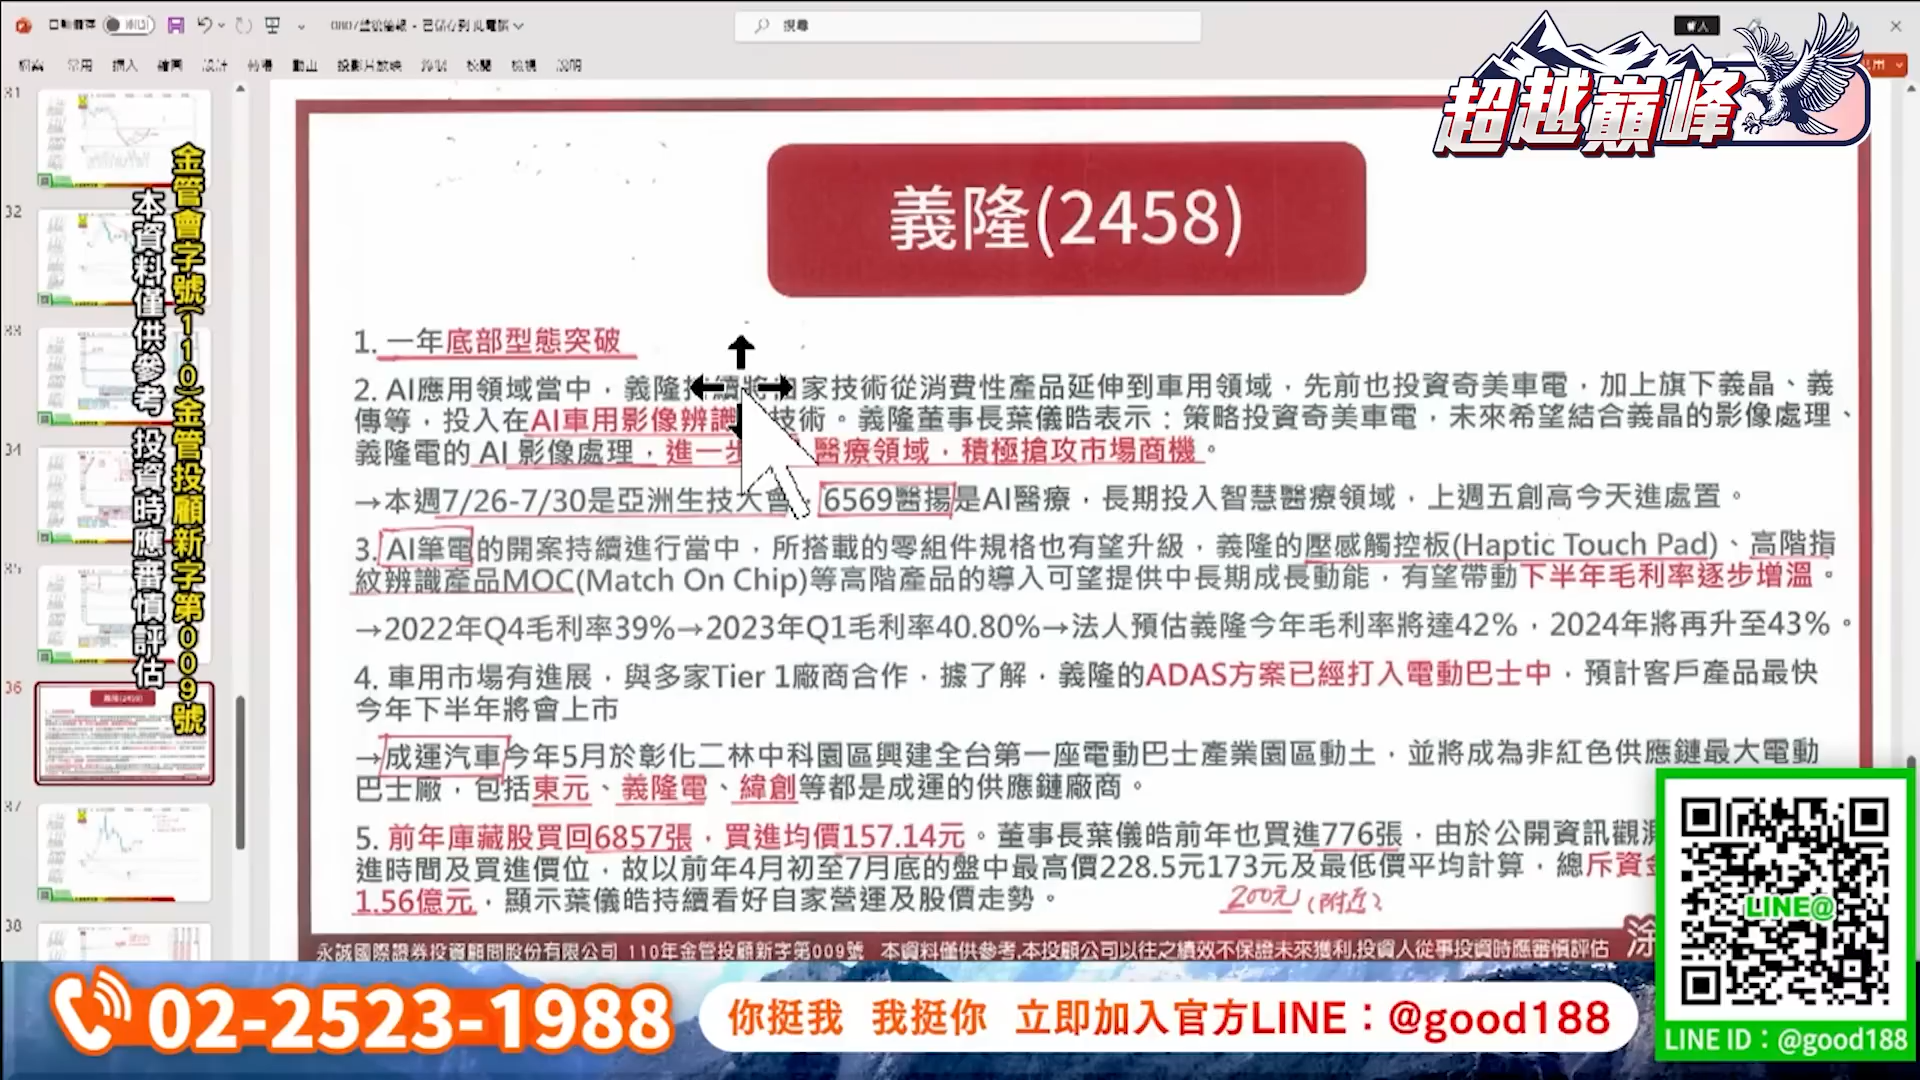 搜尋
插入
繪圖
設計
動畫
投影片放映
錄製
校閱
檢視
說明
超越巔峰
32
34
36
38
金管會字號(110)金管投顧新字第009號
本資料僅供參考 投資時應審慎評估
義隆(2458)
1. 一年底部型態突破
2. AI應用領域當中，義隆持續將自家技術從消費性產品延伸到車用領域，先前也投資奇美車電，加上旗下義晶、義
傳等，投入在AI車用影像辨識 技術。義隆董事長葉儀晧表示：策略投資奇美車電，未來希望結合義晶的影像處理、
義隆電的 AI 影像處理，進一步 醫療領域，積極搶攻市場商機。
→本週7/26-7/30是亞洲生技大會 6569醫揚是AI醫療，長期投入智慧醫療領域，上週五創高今天進處置。
3. AI筆電的開案持續進行當中，所搭載的零組件規格也有望升級，義隆的壓感觸控板(Haptic Touch Pad)、高階指
紋辨識產品MOC(Match On Chip)等高階產品的導入可望提供中長期成長動能，有望帶動下半年毛利率逐步增溫。
→2022年Q4毛利率39%→2023年Q1毛利率40.80%→法人預估義隆今年毛利率將達42%，2024年將再升至43%。
4. 車用市場有進展，與多家Tier 1廠商合作，據了解，義隆的ADAS方案已經打入電動巴士中，預計客戶產品最快
今年下半年將會上市
→成運汽車今年5月於彰化二林中科園區興建全台第一座電動巴士產業園區動土，並將成為非紅色供應鏈最大電動
巴士廠，包括東元、義隆電、緯創等都是成運的供應鏈廠商。
5. 前年庫藏股買回6857張，買進均價157.14元。董事長葉儀晧前年也買進776張，由於公開資訊觀測
進時間及買進價位，故以前年4月初至7月底的盤中最高價228.5元173元及最低價平均計算，總斥資金
1.56億元，顯示葉儀晧持續看好自家營運及股價走勢。
200元(附近)
永誠國際證券投資顧問股份有限公司 110年金管投顧新字第009號 本資料僅供參考,本投顧公司以往之績效不保證未來獲利,投資人從事投資時應審慎評估
涂
02-2523-1988
你挺我 我挺你 立即加入官方LINE：@good188
LINE@
LINE ID：@good188